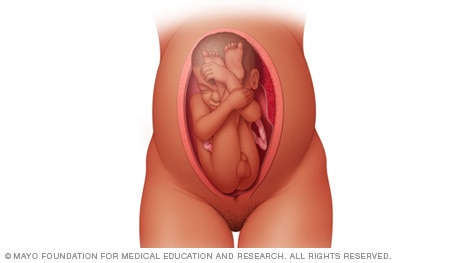 © MAYO FOUNDATION FOR MEDICAL EDUCATION AND RESEARCH. ALL RIGHTS RESERVED.